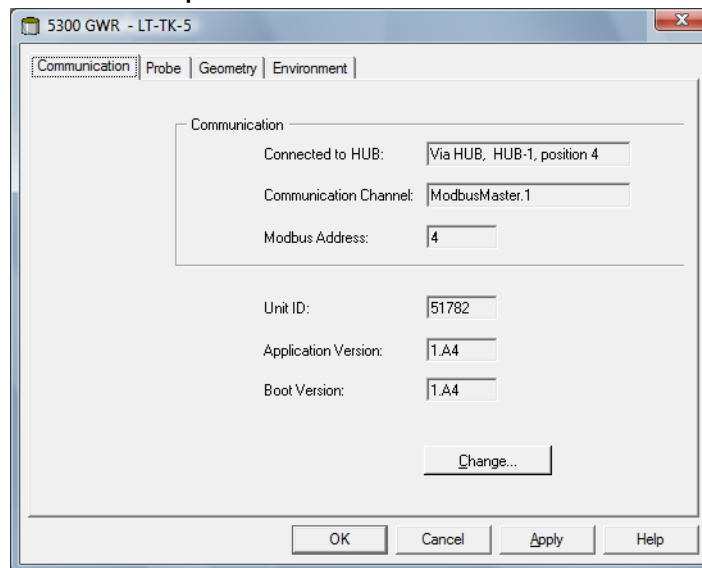 5300 GWR - LT-TK-5
Communication Probe Geometry Environment
Communication
Connected to HUB: Via HUB, HUB-1, position 4
Communication Channel: ModbusMaster.1
Modbus Address: 4
Unit ID: 51782
Application Version: 1.A4
Boot Version: 1.A4
Change...
OK Cancel Apply Help